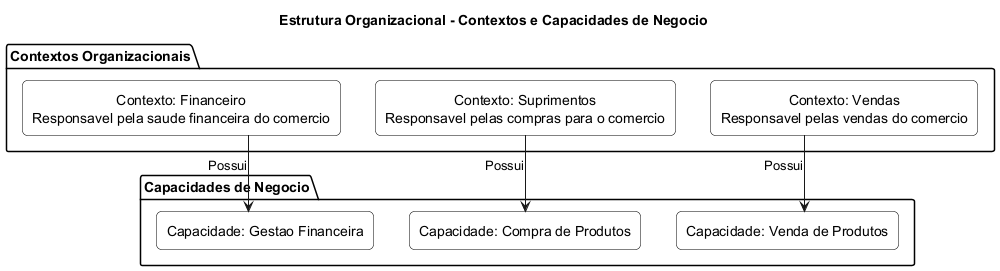 Estrutura Organizacional - Contextos e Capacidades de Negocio
Contextos Organizacionais
Contexto: Financeiro
Responsavel pela saude financeira do comercio
Contexto: Suprimentos
Responsavel pelas compras para o comercio
Contexto: Vendas
Responsavel pelas vendas do comercio
Possui
Possui
Possui
Capacidades de Negocio
Capacidade: Gestao Financeira
Capacidade: Compra de Produtos
Capacidade: Venda de Produtos